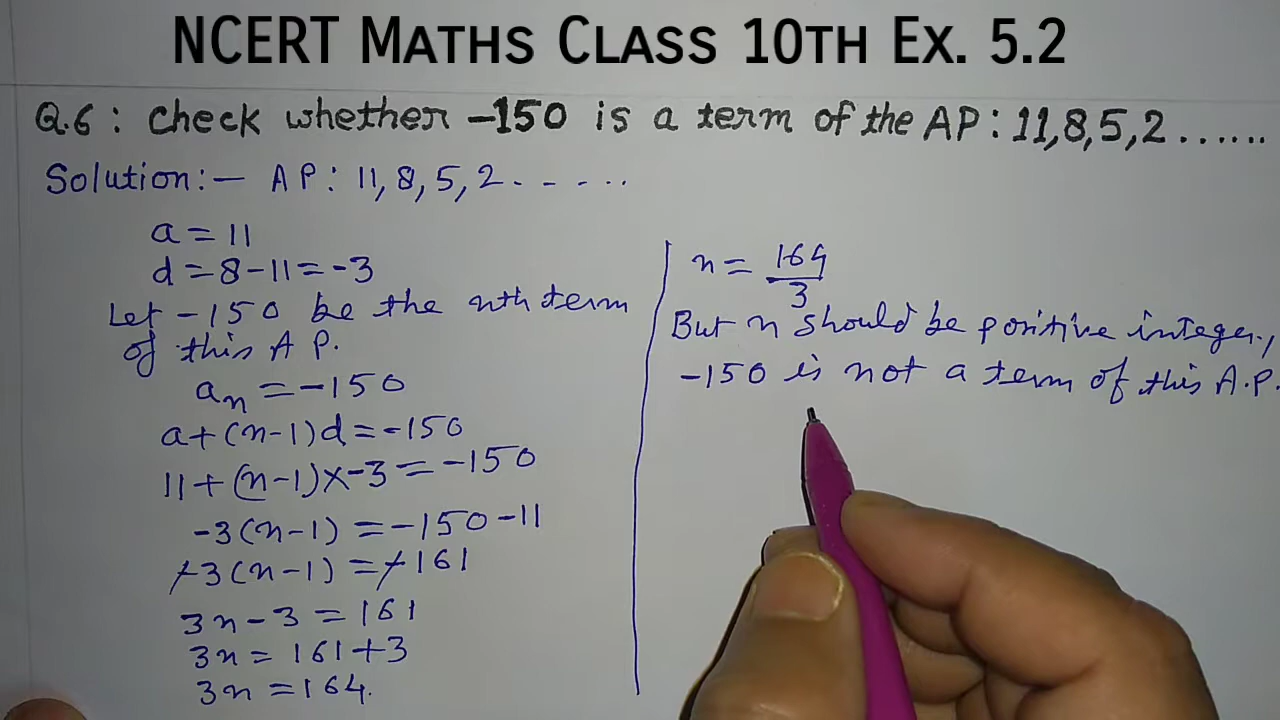 NCERT MATHS CLASS 10TH EX. 5.2
Q.6 : Check whether -150 is a term of the AP : 11,8,5,2......
Solution:- AP: 11, 8, 5, 2- - - ..
a = 11
d = 8-11 = -3
Let -150 be the nth term
of this A P.
an = -150
a+(n-1)d = -150
11+(n-1)x-3 = -150
-3(n-1) = -150-11
-3(n-1) = -161
3n-3 = 161
3n = 161+3
3n = 164.
n = 164
3
But n should be positive integer,
-150 is not a term of this A.P.